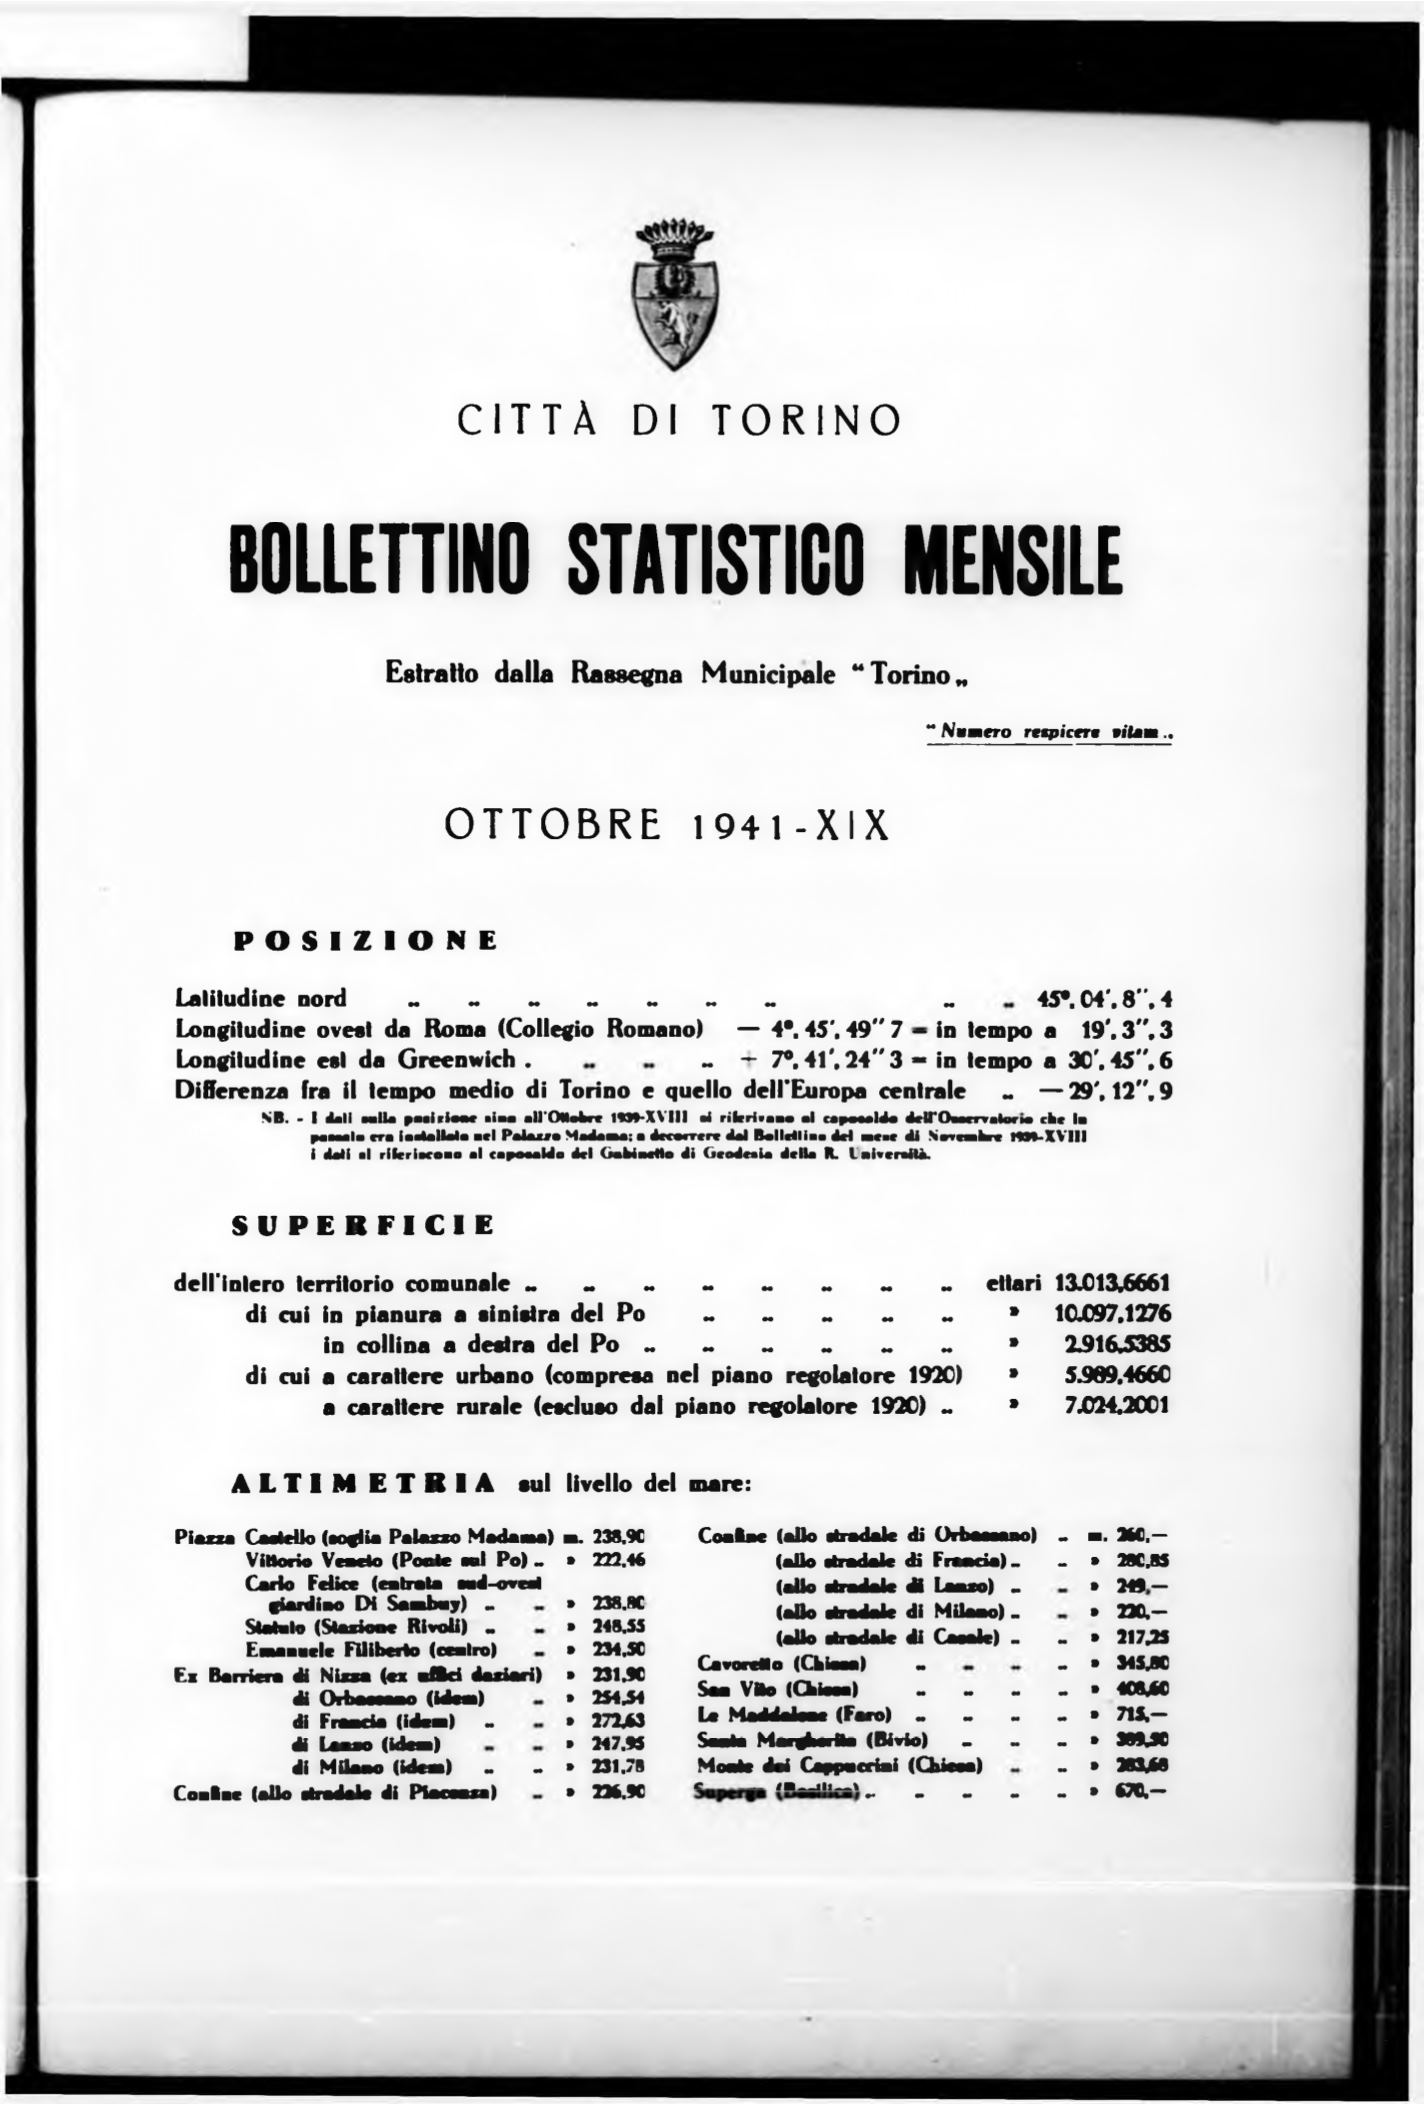 CITTÀ DI TORINO
BOLLETTINO STATISTICO MENSILE
Estratto dalla Rassegna Municipale “Torino„
“Numero respicere vitam„
OTTOBRE 1941-XIX
POSIZIONE
Latitudine nord .. .. .. .. .. .. .. .. .. 45°, 04', 8'', 4
Longitudine ovest da Roma (Collegio Romano) — 4°, 45', 49'' 7 = in tempo a 19', 3'', 3
Longitudine est da Greenwich . .. .. .. + 7°, 41', 24'' 3 = in tempo a 30', 45'', 6
Differenza fra il tempo medio di Torino e quello dell'Europa centrale .. — 29', 12'', 9
NB. - I dati sulla posizione sino all'Ottobre 1939-XVIII si riferivano al caposaldo dell'Osservatorio che in
passato era installato nel Palazzo Madama; a decorrere dal Bollettino del mese di Novembre 1939-XVIII
i dati si riferiscono al caposaldo del Gabinetto di Geodesia della R. Università.
SUPERFICIE
dell'intero territorio comunale .. .. .. .. .. .. .. .. ettari 13.013,6661
di cui in pianura a sinistra del Po .. .. .. .. .. » 10.097,1276
in collina a destra del Po .. .. .. .. .. .. » 2.916,5385
di cui a carattere urbano (compresa nel piano regolatore 1920) » 5.989,4660
a carattere rurale (escluso dal piano regolatore 1920) .. » 7.024,2001
ALTIMETRIA sul livello del mare:
Piazza Castello (soglia Palazzo Madama) m. 238,90
Vittorio Veneto (Ponte sul Po) .. » 222,46
Carlo Felice (entrata sud-ovest
giardino Di Sambuy) .. .. » 238,80
Statuto (Stazione Rivoli) .. .. » 248,55
Emanuele Filiberto (centro) .. » 234,50
Ex Barriera di Nizza (ex uffici daziari) » 231,90
di Orbassano (idem) .. » 254,54
di Francia (idem) .. .. » 272,63
di Lanzo (idem) .. .. » 247,95
di Milano (idem) .. .. » 231,78
Confine (allo stradale di Piacenza) .. » 226,90
Confine (allo stradale di Orbassano) .. m. 260,—
(allo stradale di Francia) .. .. » 280,85
(allo stradale di Lanzo) .. .. » 249,—
(allo stradale di Milano) .. .. » 220,—
(allo stradale di Casale) .. .. » 217,25
Cavoretto (Chiesa) .. .. .. .. » 345,80
San Vito (Chiesa) .. .. .. .. » 408,60
Le Maddalene (Faro) .. .. .. .. » 715,—
Santa Margherita (Bivio) .. .. .. »
Monte dei Cappuccini (Chiesa) .. .. » 283,68
Superga (Basilica) .. .. .. .. .. » 670,—